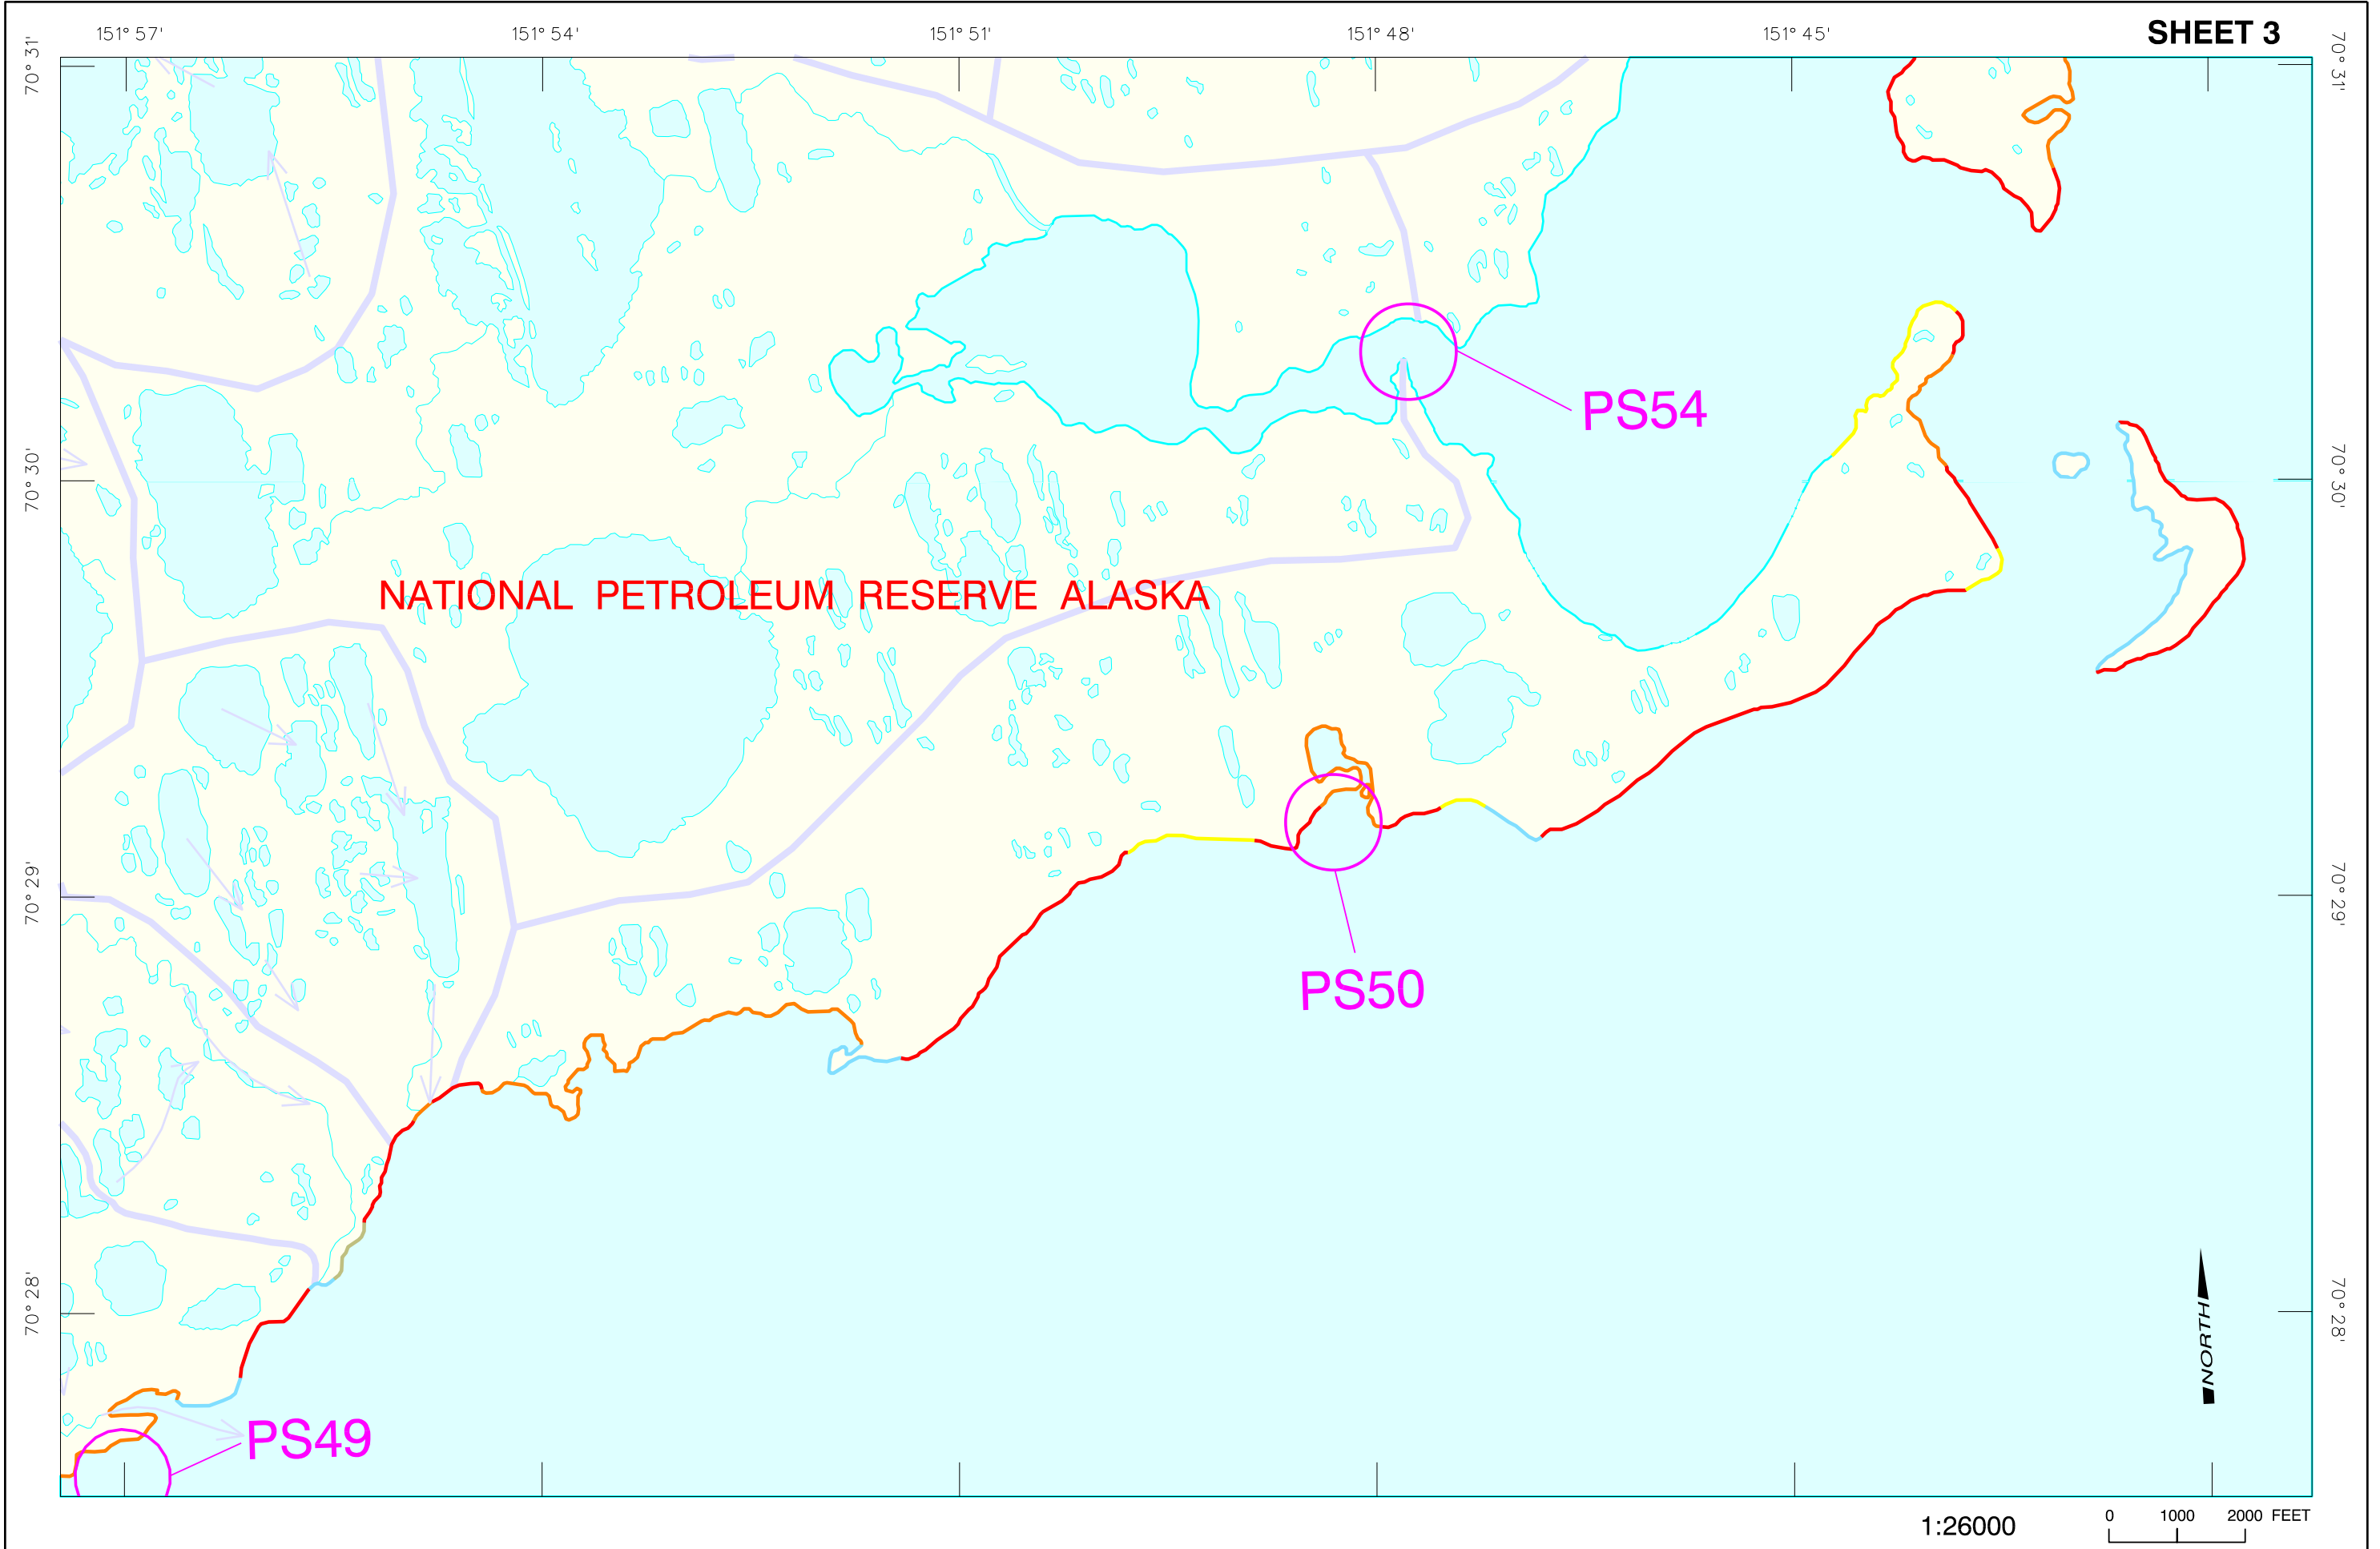 151° 57' 151° 54' 151° 51' 151° 48' 151° 45' SHEET 3
70° 31' 70° 31'
PS54
70° 30' 70° 30'
NATIONAL PETROLEUM RESERVE ALASKA
70° 29' 70° 29'
PS50
70° 28' 70° 28'
NORTH
PS49
1:26000 0 1000 2000 FEET